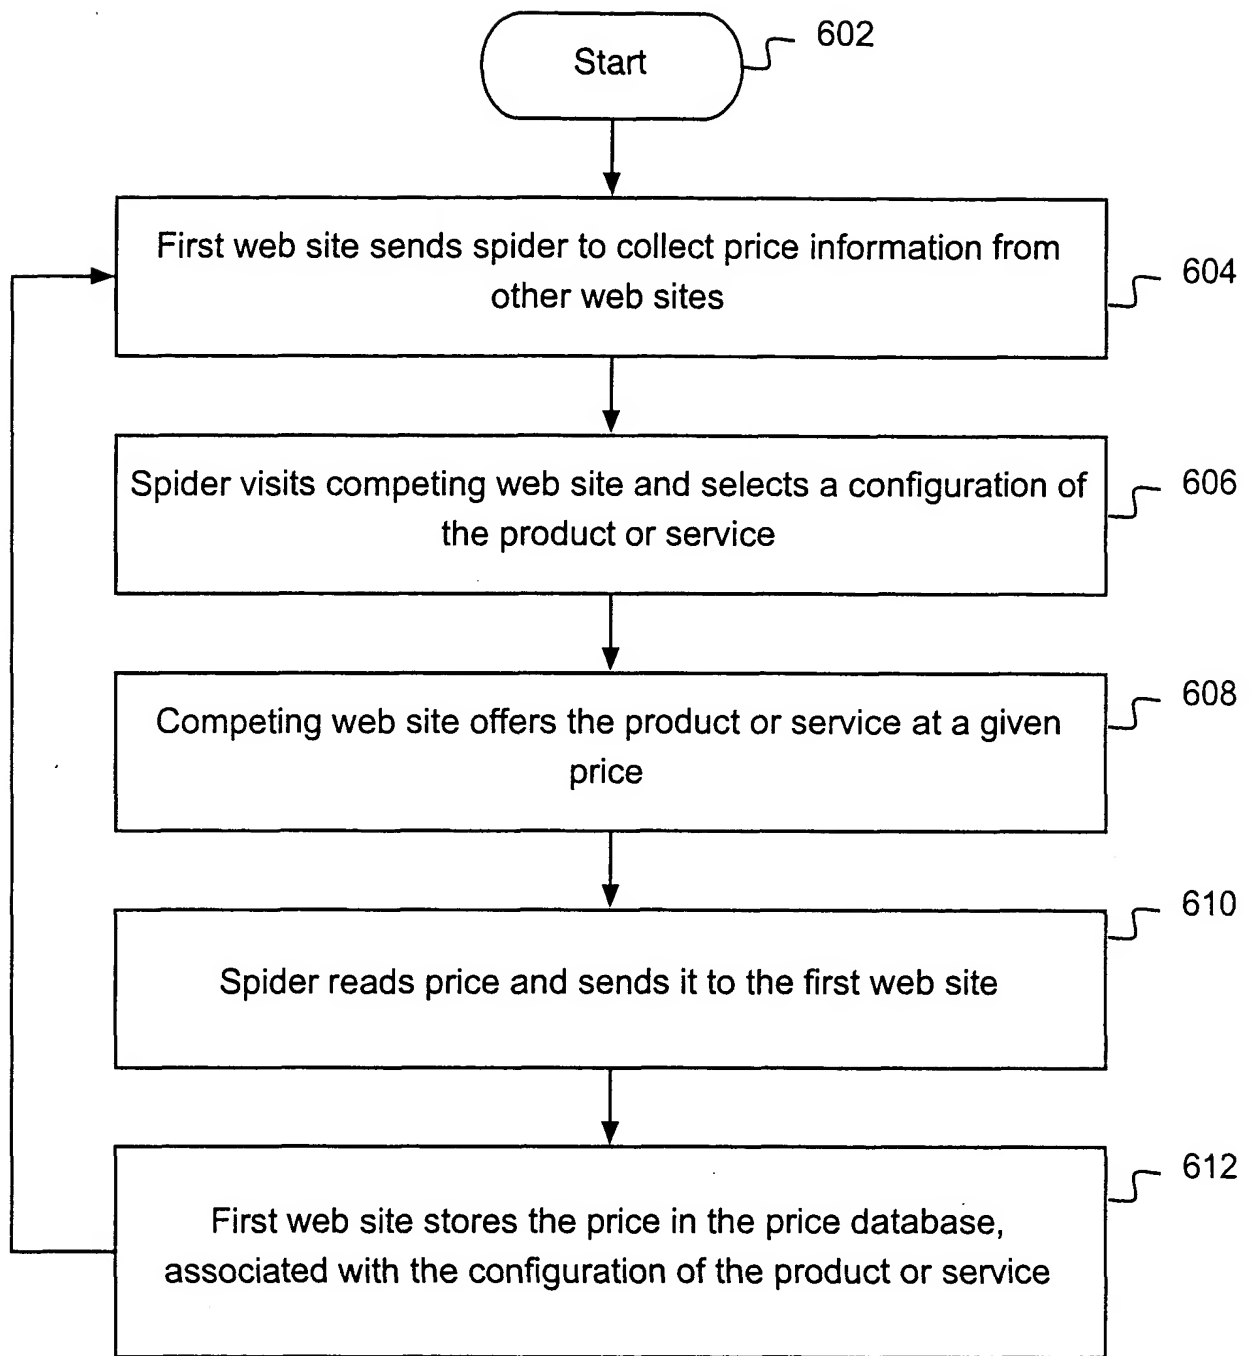 Start
602
First web site sends spider to collect price information from
other web sites
604
Spider visits competing web site and selects a configuration of
the product or service
606
Competing web site offers the product or service at a given
price
608
Spider reads price and sends it to the first web site
610
First web site stores the price in the price database,
associated with the configuration of the product or service
612